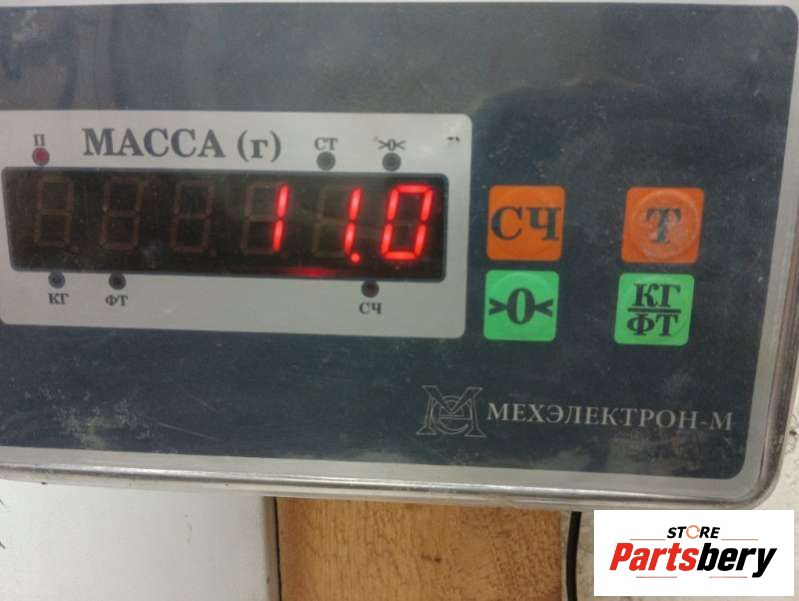 П МАССА (г) СТ >0<
11.0
КГ ФТ СЧ
СЧ Т
>0< КГ/ФТ
МЕХЭЛЕКТРОН-М
STORE
Partsbery